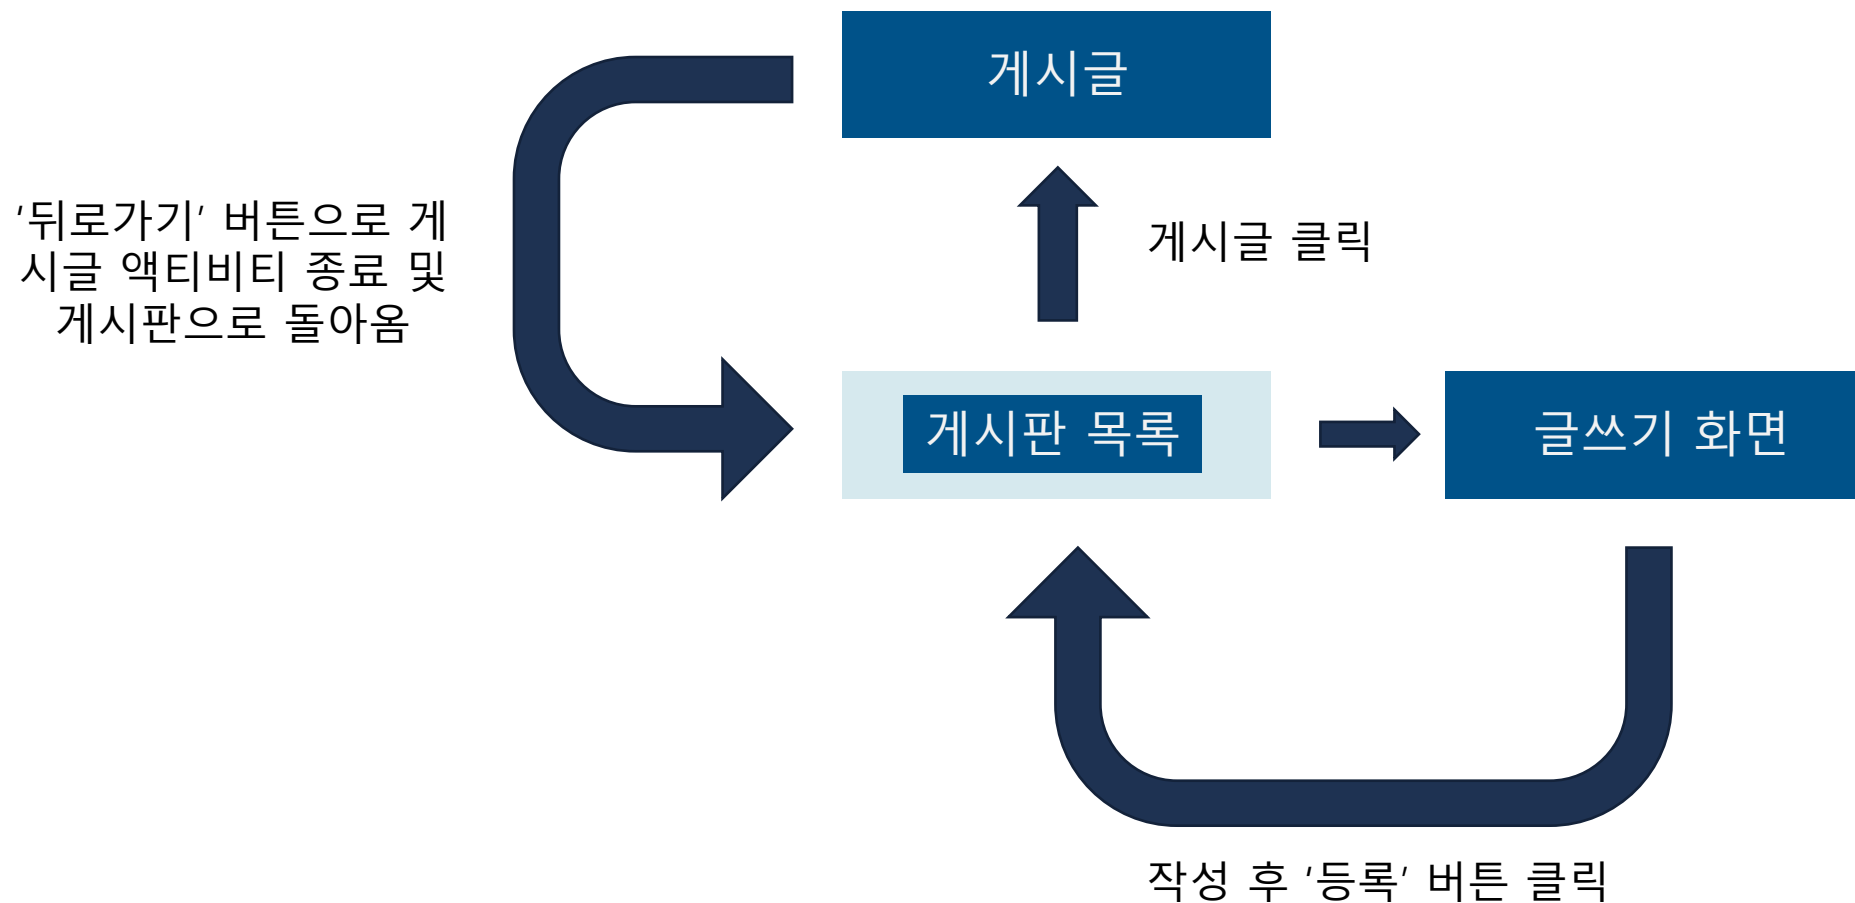 게시글
'뒤로가기' 버튼으로 게
시글 액티비티 종료 및
게시판으로 돌아옴
게시글 클릭
게시판 목록
글쓰기 화면
작성 후 '등록' 버튼 클릭